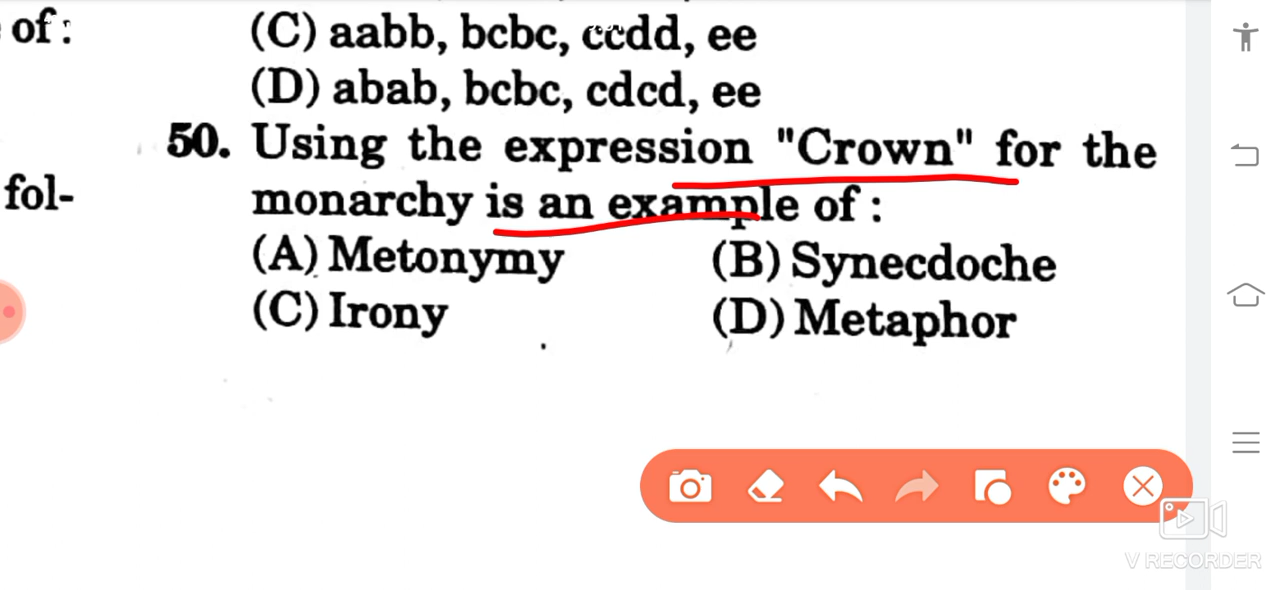 of :
(C) aabb, bcbc, ccdd, ee
(D) abab, bcbc, cdcd, ee
50. Using the expression "Crown" for the
fol-
monarchy is an example of :
(A) Metonymy (B) Synecdoche
(C) Irony (D) Metaphor
V RECORDER